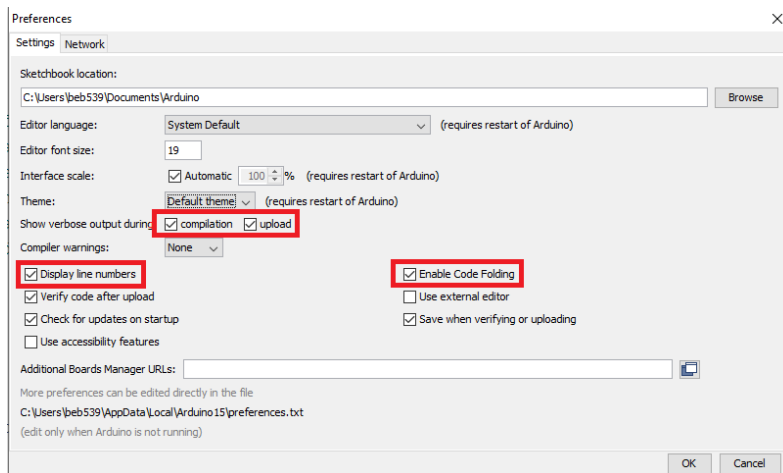 Preferences
Settings Network
Sketchbook location:
C:\Users\beb539\Documents\Arduino Browse
Editor language: System Default (requires restart of Arduino)
Editor font size: 19
Interface scale: Automatic 100 % (requires restart of Arduino)
Theme: Default theme (requires restart of Arduino)
Show verbose output during compilation upload
Compiler warnings: None
Display line numbers Enable Code Folding
Verify code after upload Use external editor
Check for updates on startup Save when verifying or uploading
Use accessibility features
Additional Boards Manager URLs:
More preferences can be edited directly in the file
C:\Users\beb539\AppData\Local\Arduino15\preferences.txt
(edit only when Arduino is not running)
OK Cancel